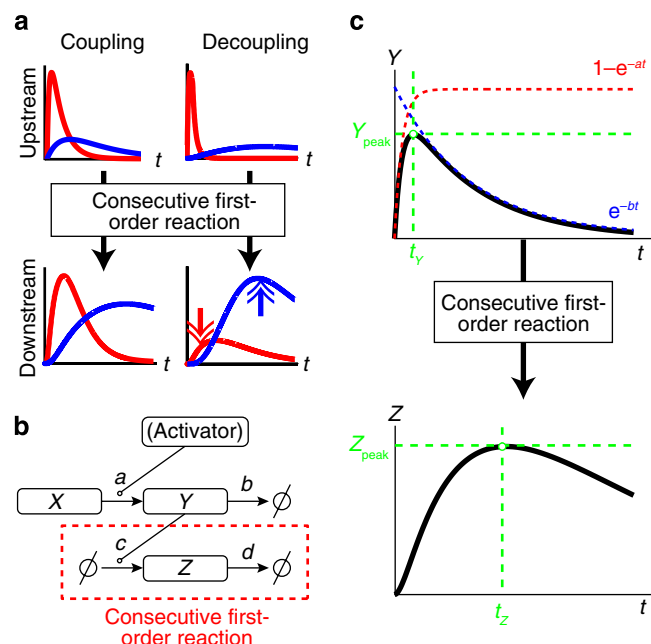 a
Coupling
Decoupling
Upstream
t
t
Consecutive first-
order reaction
Downstream
t
t
b
(Activator)
a
b
X
Y
∅
c
d
∅
Z
∅
Consecutive first-
order reaction
c
Y
1–e–at
Ypeak
e–bt
tY
t
Consecutive first-
order reaction
Z
Zpeak
tZ
t